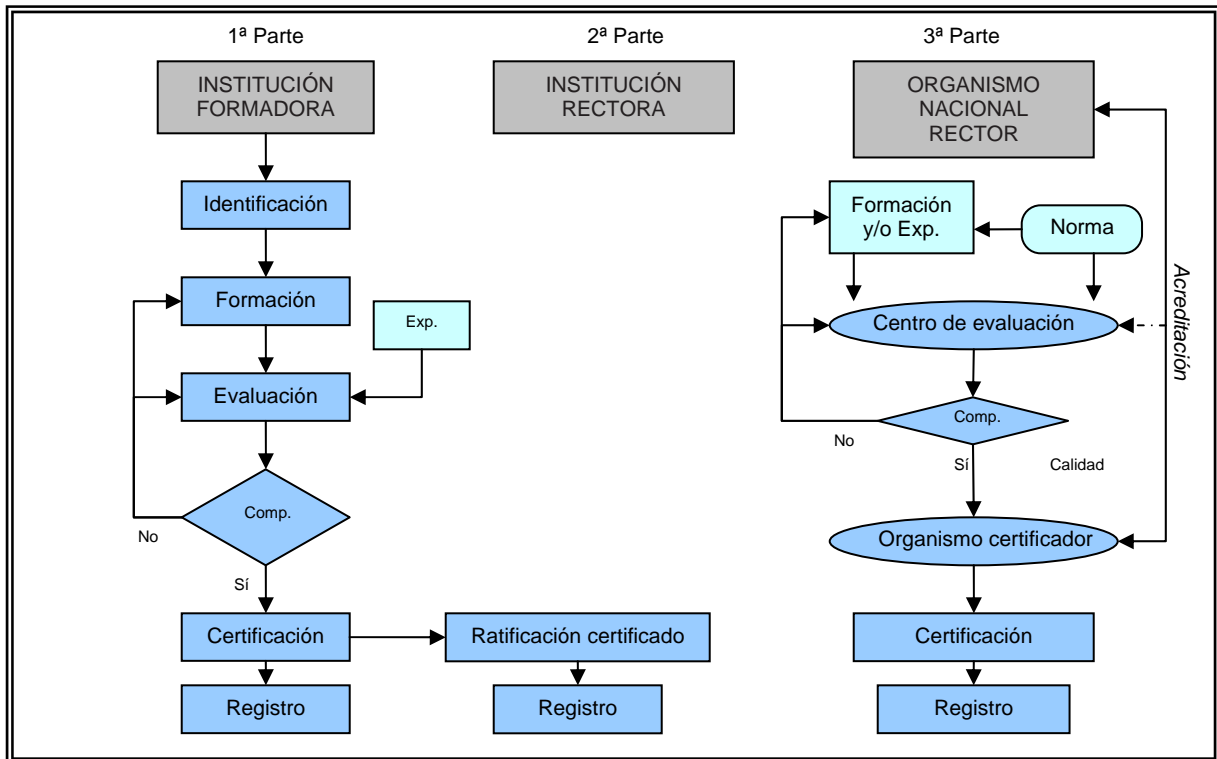 1ª Parte
2ª Parte
3ª Parte
INSTITUCIÓN
FORMADORA
INSTITUCIÓN
RECTORA
ORGANISMO
NACIONAL
RECTOR
Identificación
Formación
y/o Exp.
Norma
Formación
Exp.
Centro de evaluación
Acreditación
Evaluación
Comp.
No
Sí
Calidad
Comp.
No
Organismo certificador
Sí
Certificación
Ratificación certificado
Certificación
Registro
Registro
Registro